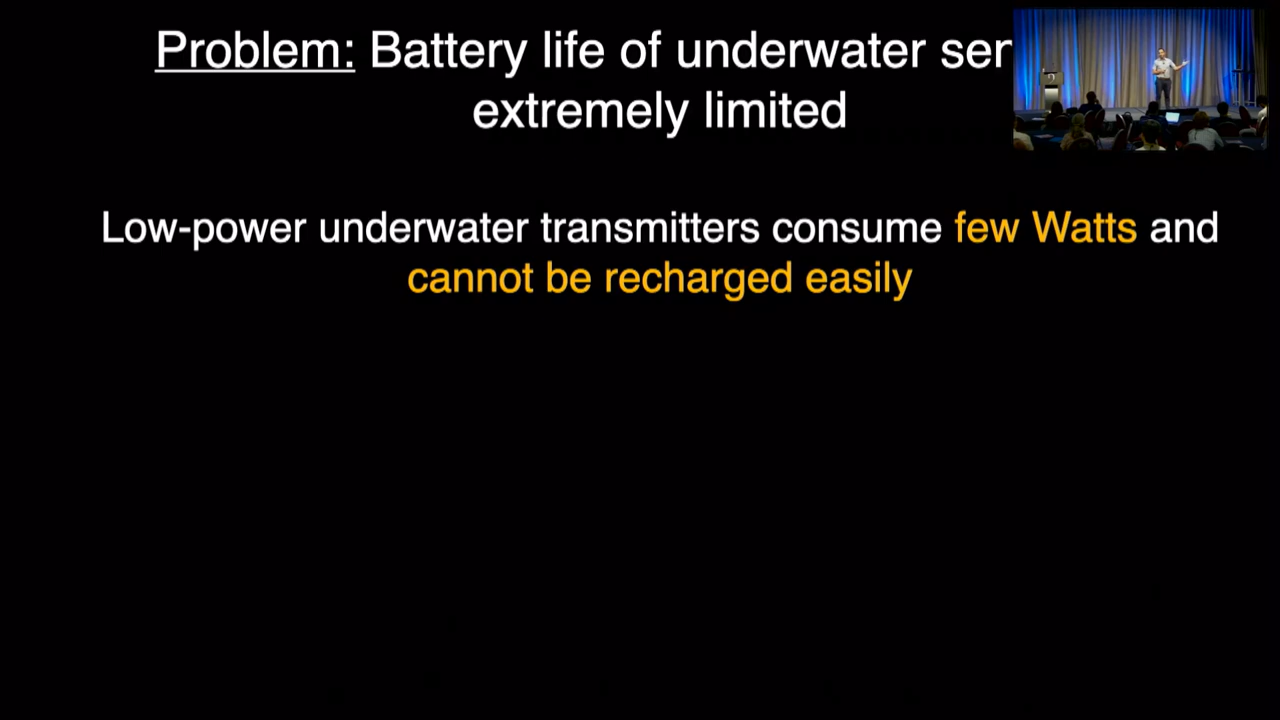 Problem: Battery life of underwater
extremely limited
Low-power underwater transmitters consume few Watts and
cannot be recharged easily